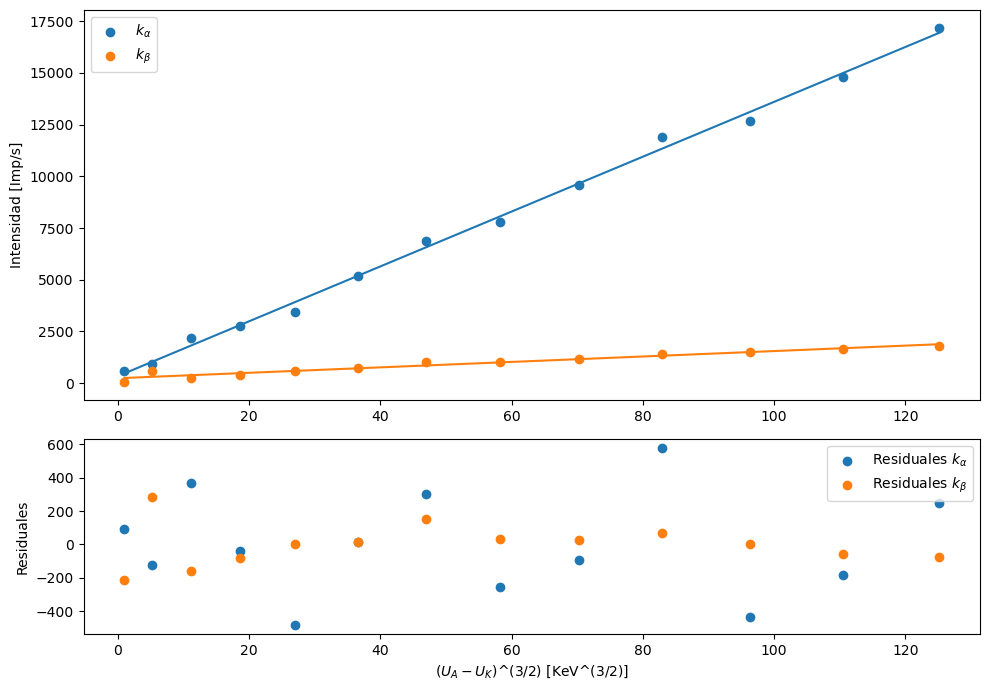 17500
15000
12500
10000
7500
5000
2500
0
Intensidad [Imp/s]
k_α
k_β
0 20 40 60 80 100 120
600
400
200
0
−200
−400
Residuales
Residuales k_α
Residuales k_β
0 20 40 60 80 100 120
(U_A − U_K)^(3/2) [KeV^(3/2)]